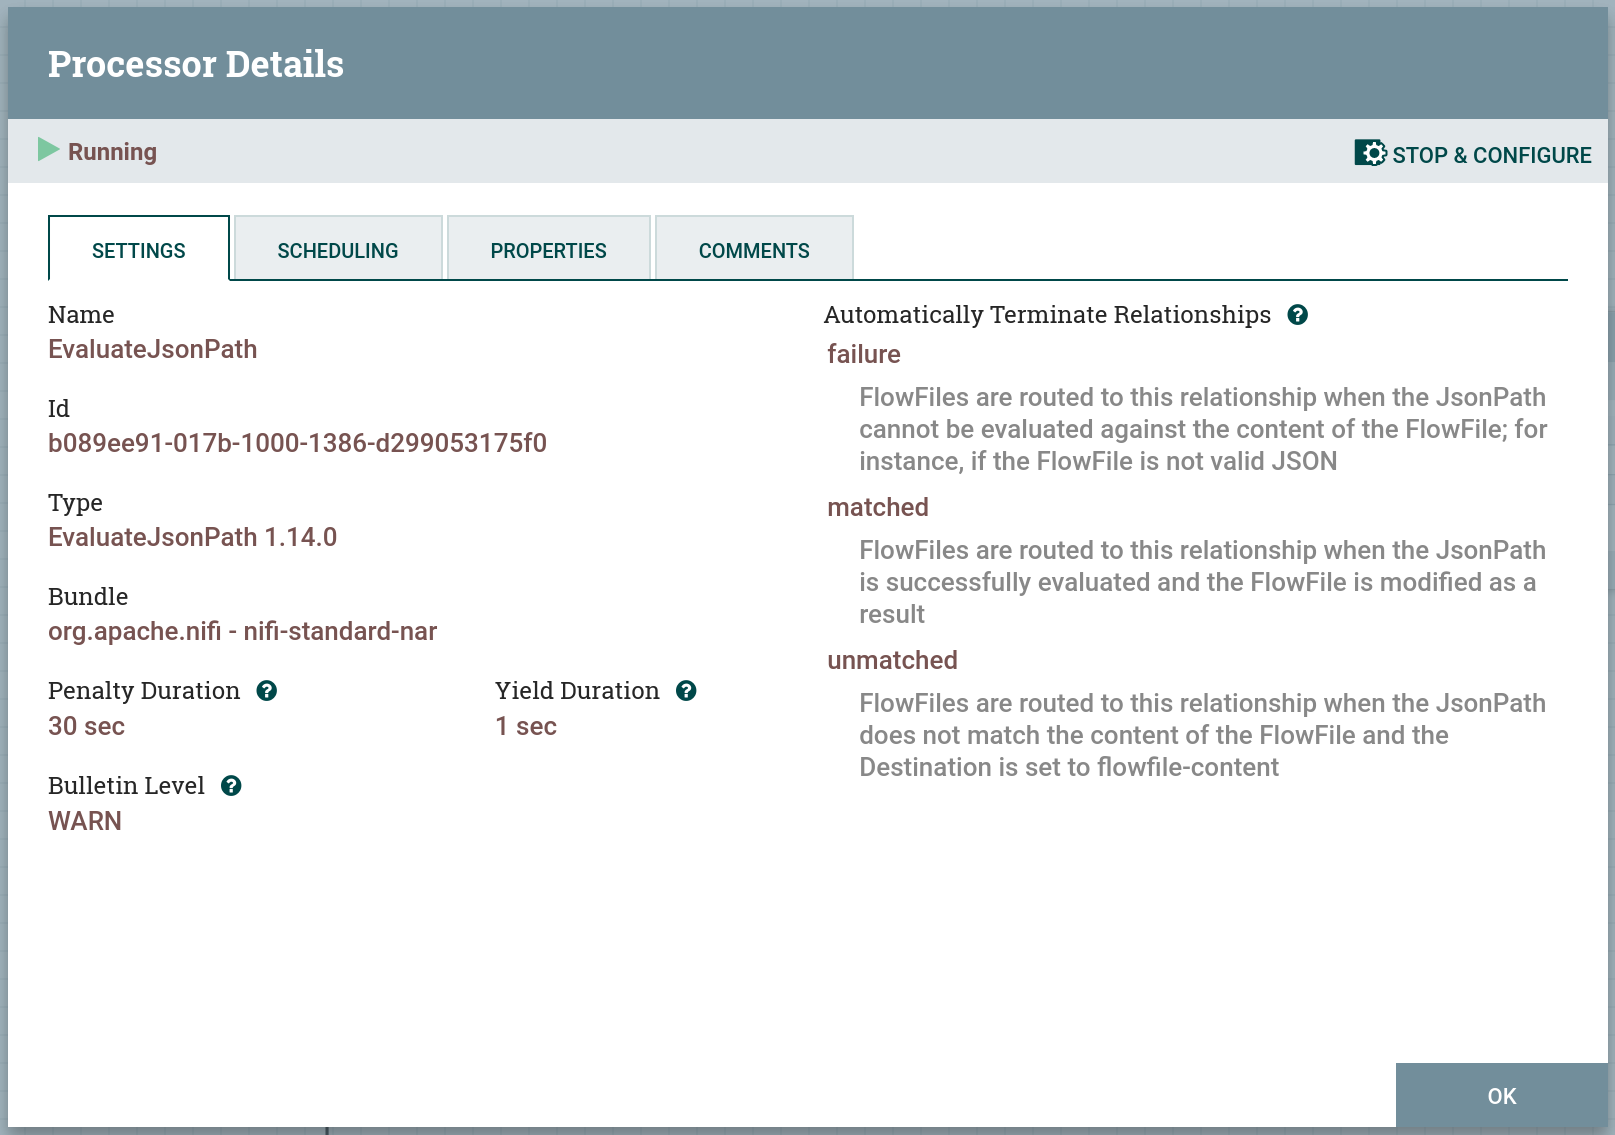 Processor Details
Running
STOP & CONFIGURE
SETTINGS
SCHEDULING
PROPERTIES
COMMENTS
Name
EvaluateJsonPath
Id
b089ee91-017b-1000-1386-d299053175f0
Type
EvaluateJsonPath 1.14.0
Bundle
org.apache.nifi - nifi-standard-nar
Penalty Duration
30 sec
Yield Duration
1 sec
Bulletin Level
WARN
Automatically Terminate Relationships
failure
FlowFiles are routed to this relationship when the JsonPath
cannot be evaluated against the content of the FlowFile; for
instance, if the FlowFile is not valid JSON
matched
FlowFiles are routed to this relationship when the JsonPath
is successfully evaluated and the FlowFile is modified as a
result
unmatched
FlowFiles are routed to this relationship when the JsonPath
does not match the content of the FlowFile and the
Destination is set to flowfile-content
OK